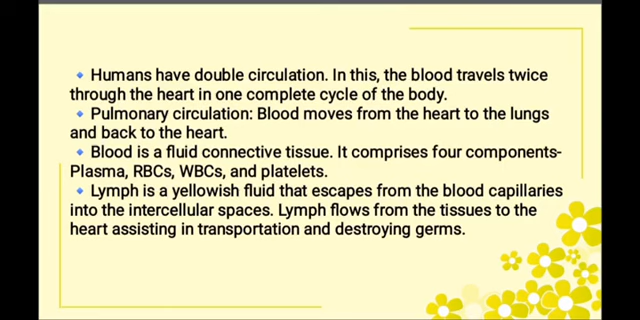 🔹 Humans have double circulation. In this, the blood travels twice
through the heart in one complete cycle of the body.
🔹 Pulmonary circulation: Blood moves from the heart to the lungs
and back to the heart.
🔹 Blood is a fluid connective tissue. It comprises four components-
Plasma, RBCs, WBCs, and platelets.
🔹 Lymph is a yellowish fluid that escapes from the blood capillaries
into the intercellular spaces. Lymph flows from the tissues to the
heart assisting in transportation and destroying germs.